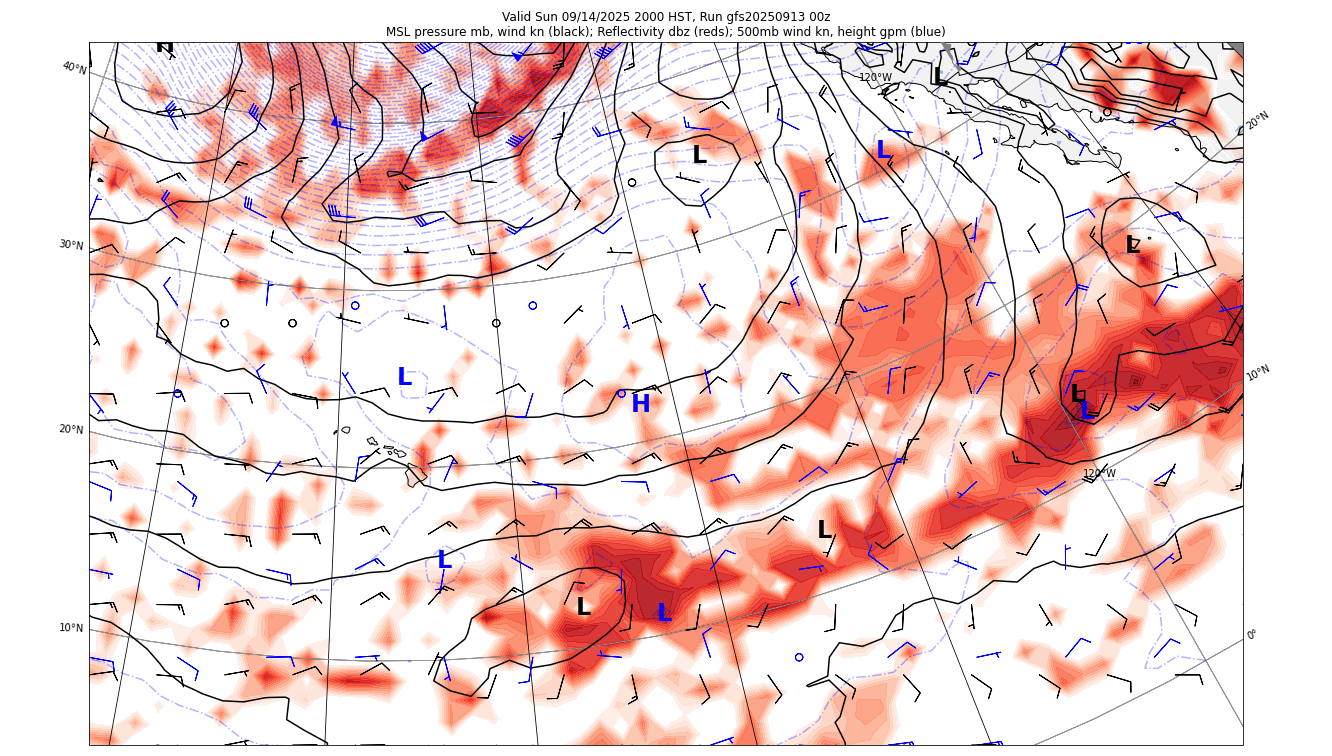 Valid Sun 09/14/2025 2000 HST, Run gfs20250913 00z
MSL pressure mb, wind kn (black); Reflectivity dbz (reds); 500mb wind kn, height gpm (blue)
H
40°N
120°W
L
20°N
L
L
30°N
L
L
H
10°N
L
L
20°N
120°W
L
L
L
L
10°N
0°